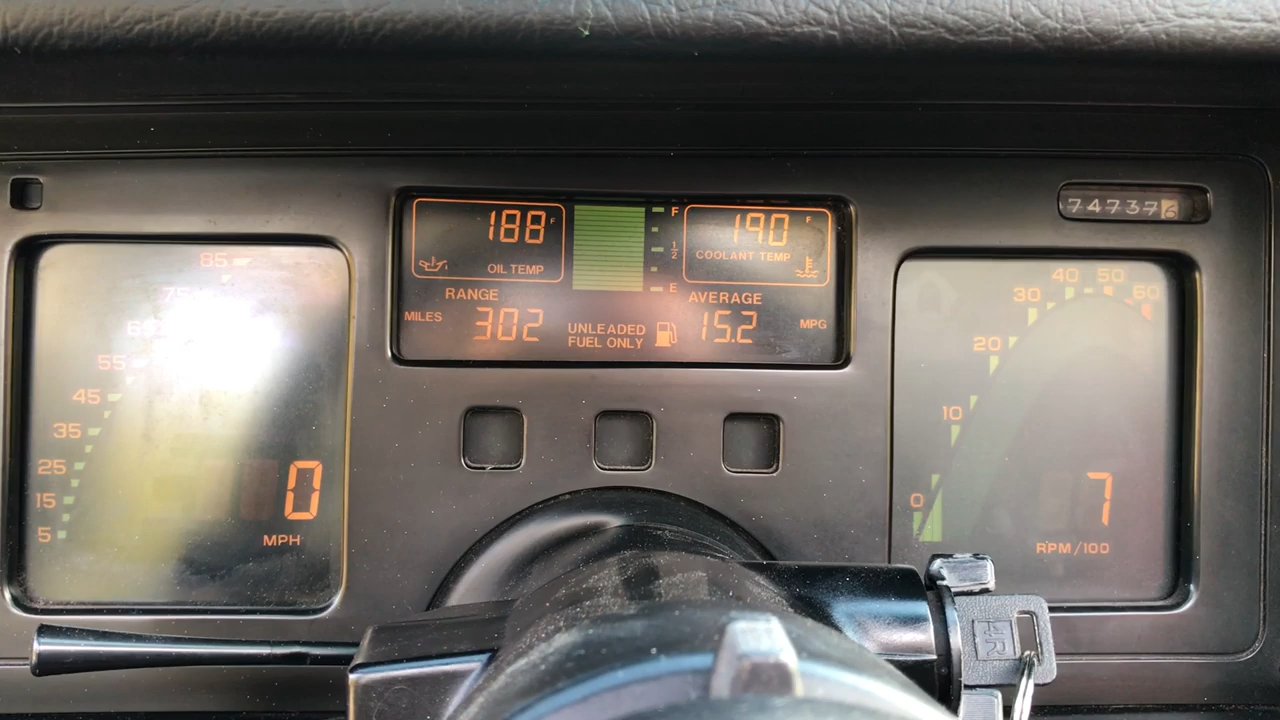 85
75
65
55
45
35
25
15
5
0
MPH
188 F
OIL TEMP
F
1/2
E
190 F
COOLANT TEMP
RANGE
MILES 302
UNLEADED
FUEL ONLY
AVERAGE
15.2 MPG
747376
60
50
40
30
20
10
0
7
RPM/100